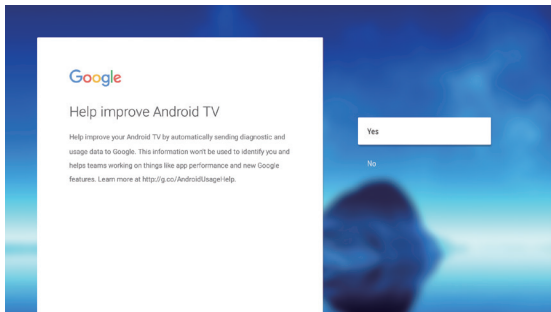 Google
Help improve Android TV
Help improve your Android TV by automatically sending diagnostic and
usage data to Google. This information won't be used to identify you and
helps teams working on things like app performance and new Google
features. Learn more at http://g.co/AndroidUsageHelp.
Yes
No